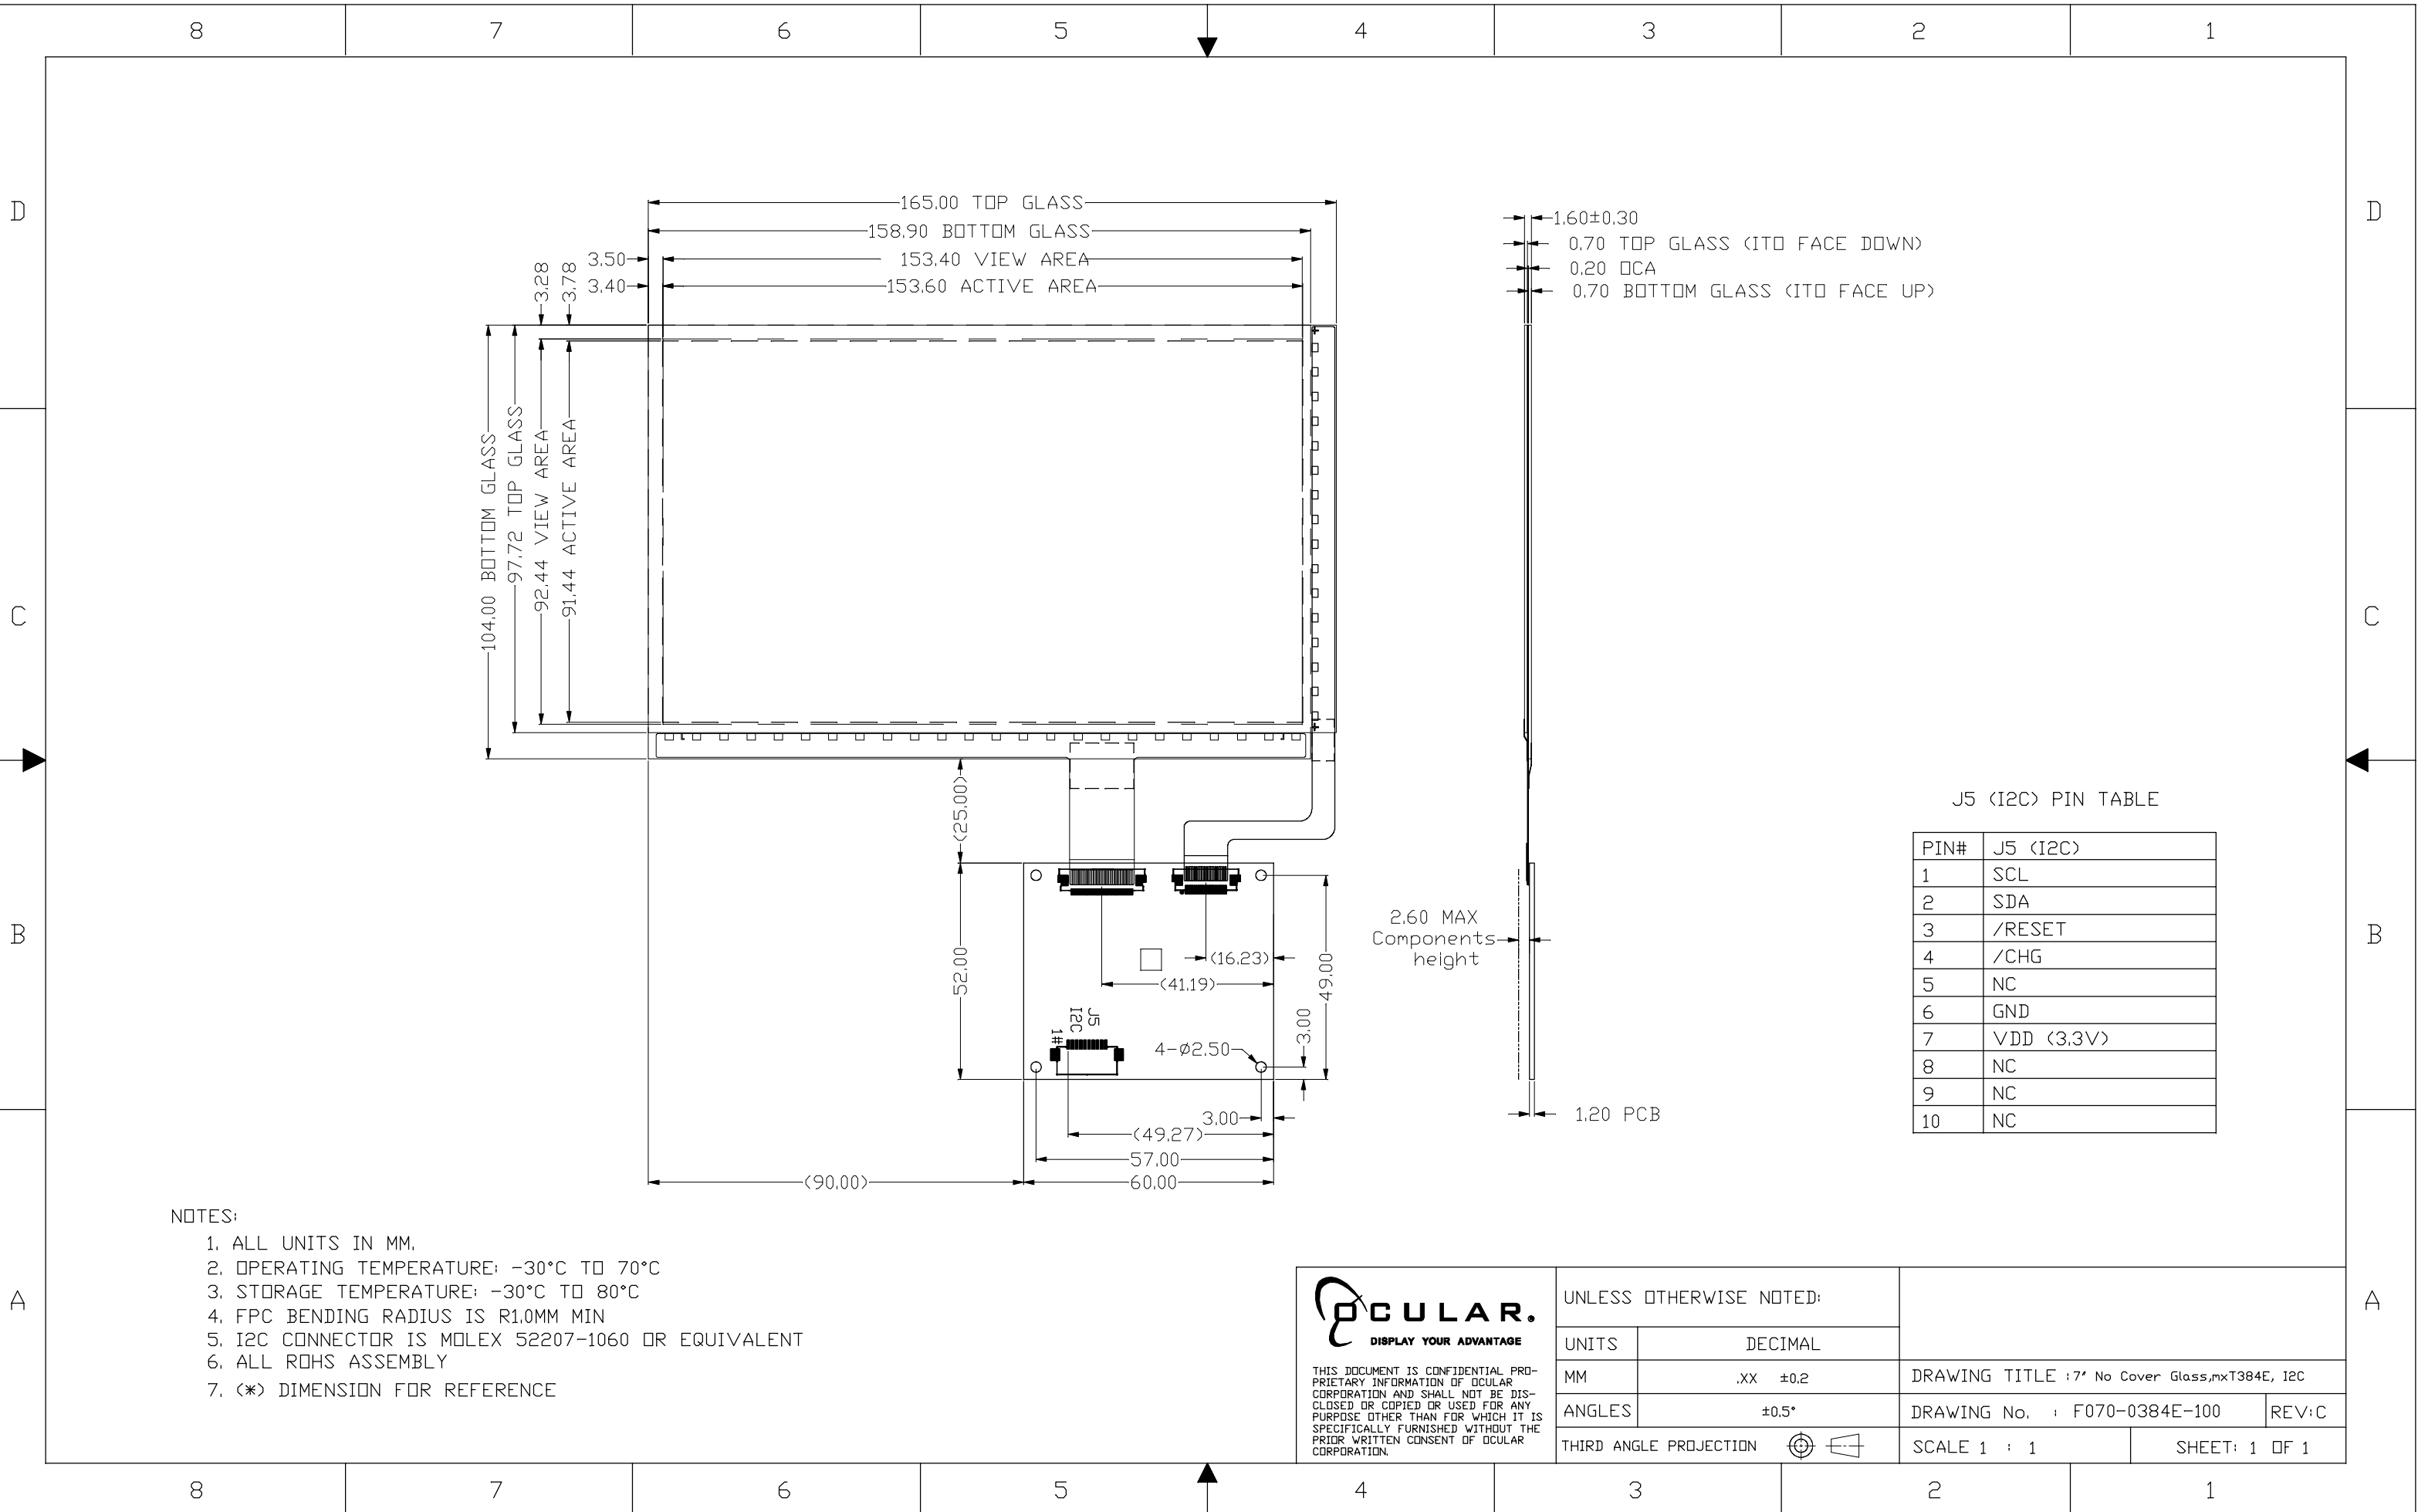 8 7 6 5 4 3 2 1
D
D
C
C
B
B
A
A
165.00 TOP GLASS
158.90 BOTTOM GLASS
3.50
153.40 VIEW AREA
3.40
153.60 ACTIVE AREA
3.28
3.78
104.00 BOTTOM GLASS
97.72 TOP GLASS
92.44 VIEW AREA
91.44 ACTIVE AREA
1.60±0.30
0.70 TOP GLASS (ITO FACE DOWN)
0.20 OCA
0.70 BOTTOM GLASS (ITO FACE UP)
(25.00)
52.00
(16.23)
(41.19)
49.00
3.00
J5
I2C
1#
4-ø2.50
3.00
(49.27)
57.00
(90.00)
60.00
2.60 MAX
Components
height
1.20 PCB
J5 (I2C) PIN TABLE
PIN# J5 (I2C)
1 SCL
2 SDA
3 /RESET
4 /CHG
5 NC
6 GND
7 VDD (3.3V)
8 NC
9 NC
10 NC
NOTES:
1. ALL UNITS IN MM.
2. OPERATING TEMPERATURE: -30°C TO 70°C
3. STORAGE TEMPERATURE: -30°C TO 80°C
4. FPC BENDING RADIUS IS R1.0MM MIN
5. I2C CONNECTOR IS MOLEX 52207-1060 OR EQUIVALENT
6. ALL ROHS ASSEMBLY
7. (*) DIMENSION FOR REFERENCE
OCULAR.®
DISPLAY YOUR ADVANTAGE
THIS DOCUMENT IS CONFIDENTIAL PRO-
PRIETARY INFORMATION OF OCULAR
CORPORATION AND SHALL NOT BE DIS-
CLOSED OR COPIED OR USED FOR ANY
PURPOSE OTHER THAN FOR WHICH IT IS
SPECIFICALLY FURNISHED WITHOUT THE
PRIOR WRITTEN CONSENT OF OCULAR
CORPORATION.
UNLESS OTHERWISE NOTED:
UNITS DECIMAL
MM .XX ±0.2
ANGLES ±0.5°
THIRD ANGLE PROJECTION
DRAWING TITLE :7" No Cover Glass,mxT384E, I2C
DRAWING No. : F070-0384E-100 REV:C
SCALE 1 : 1 SHEET: 1 OF 1
8 7 6 5 4 3 2 1